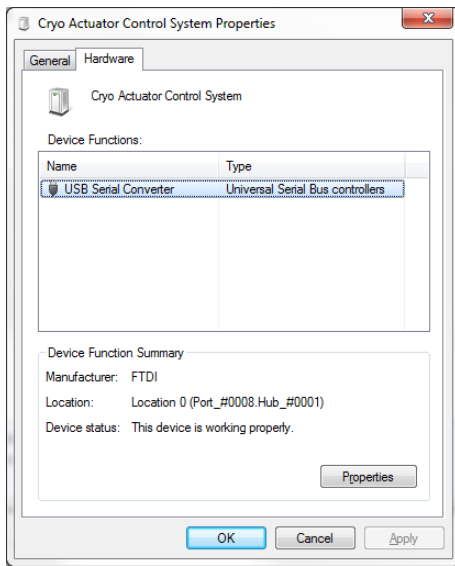 Cryo Actuator Control System Properties
General Hardware
Cryo Actuator Control System
Device Functions:
Name Type
USB Serial Converter Universal Serial Bus controllers
Device Function Summary
Manufacturer: FTDI
Location: Location 0 (Port_#0008.Hub_#0001)
Device status: This device is working properly.
Properties
OK Cancel Apply